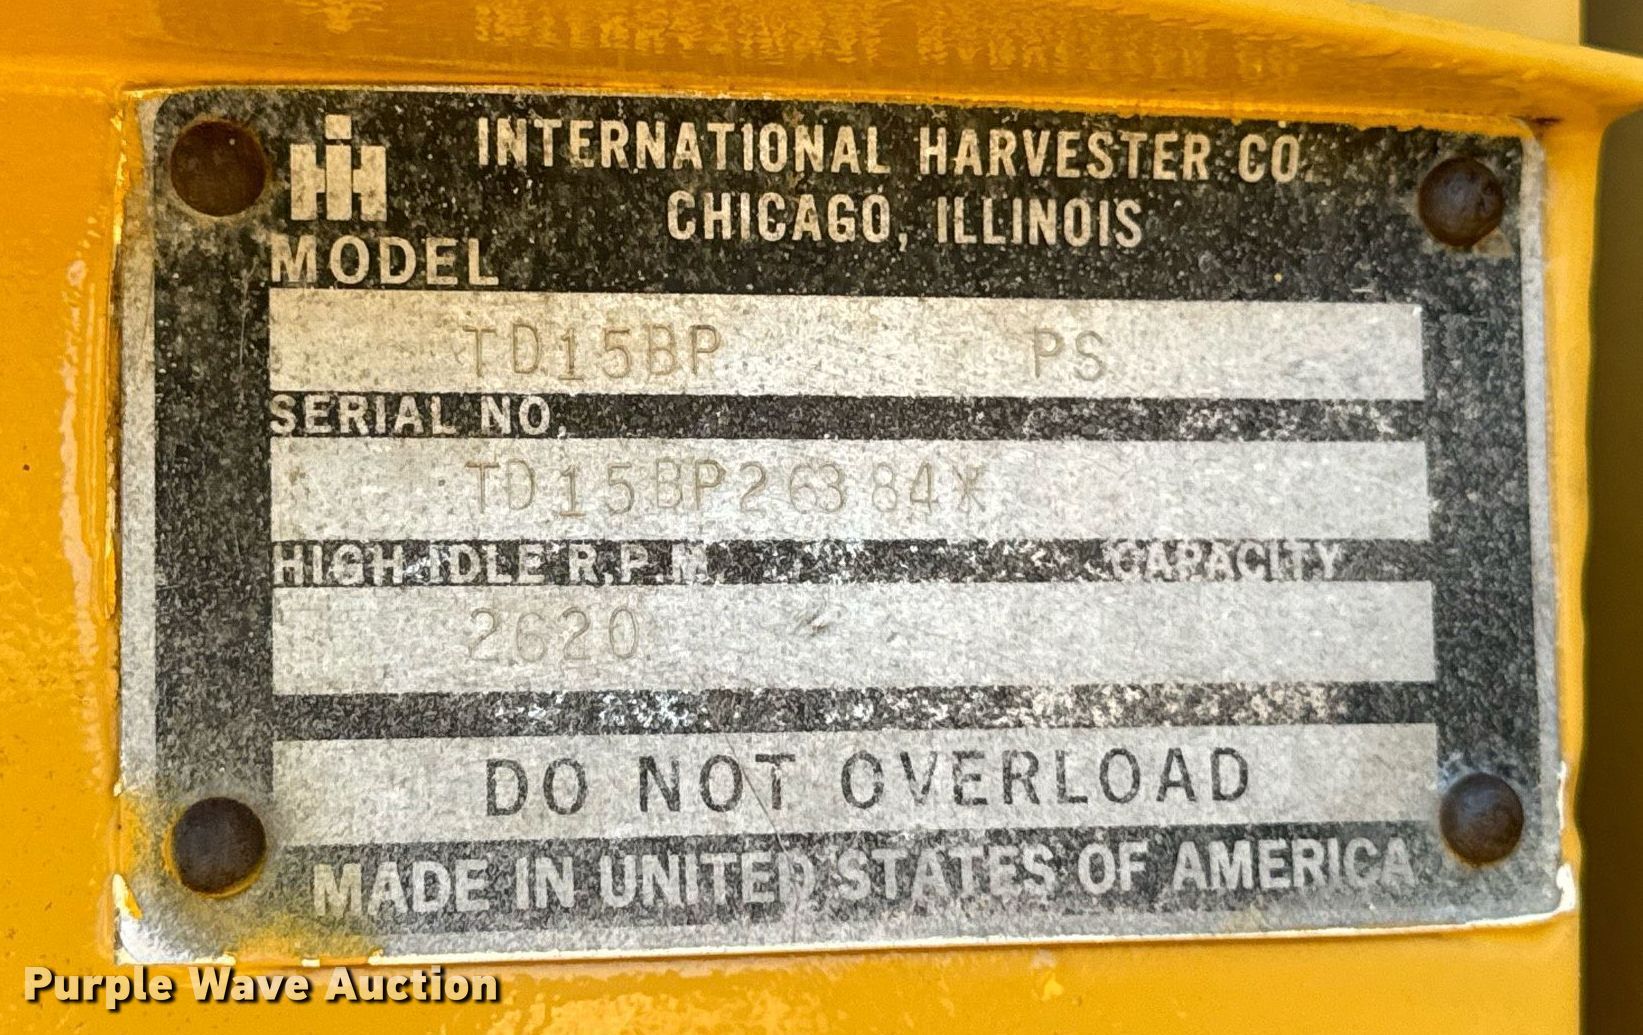 IH INTERNATIONAL HARVESTER CO.
CHICAGO, ILLINOIS
MODEL
TD15BP PS
SERIAL NO.
TD15BP26384X
HIGH IDLE R.P.M. CAPACITY
2620
DO NOT OVERLOAD
MADE IN UNITED STATES OF AMERICA
Purple Wave Auction